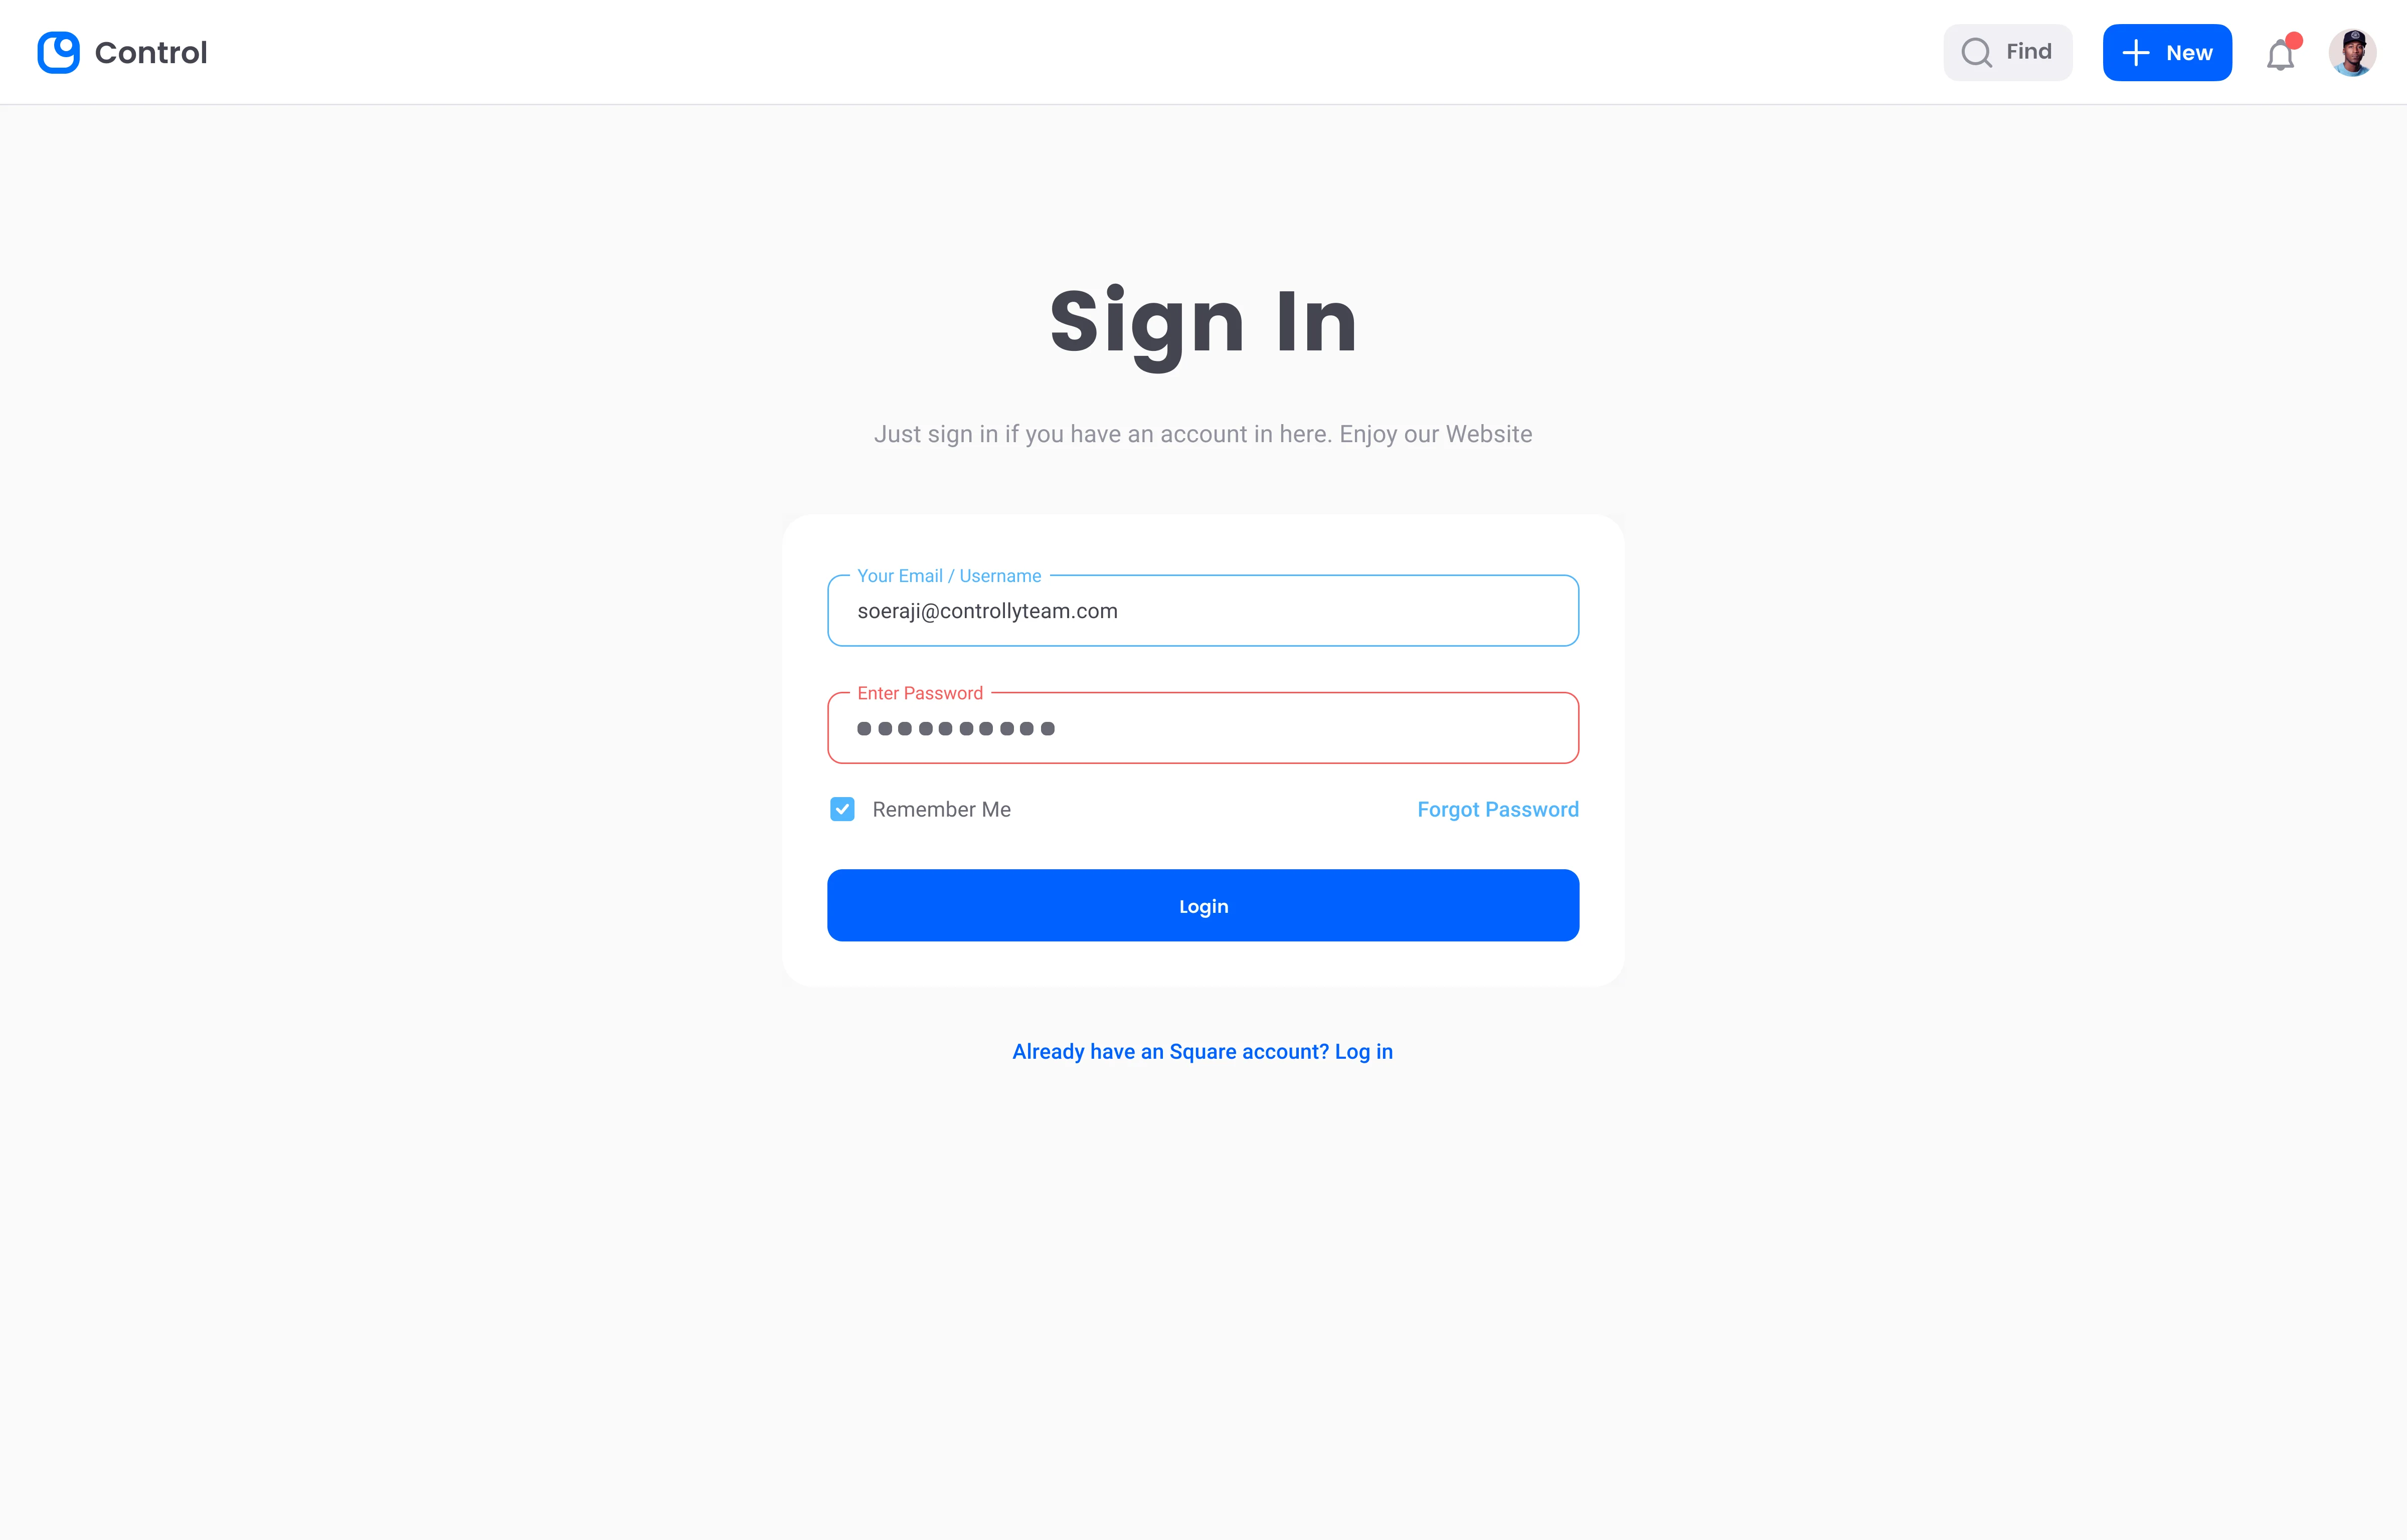 Control
Find
New
Sign In
Just sign in if you have an account in here. Enjoy our Website
Your Email / Username
soeraji@controllyteam.com
Enter Password
Remember Me
Forgot Password
Login
Already have an Square account? Log in